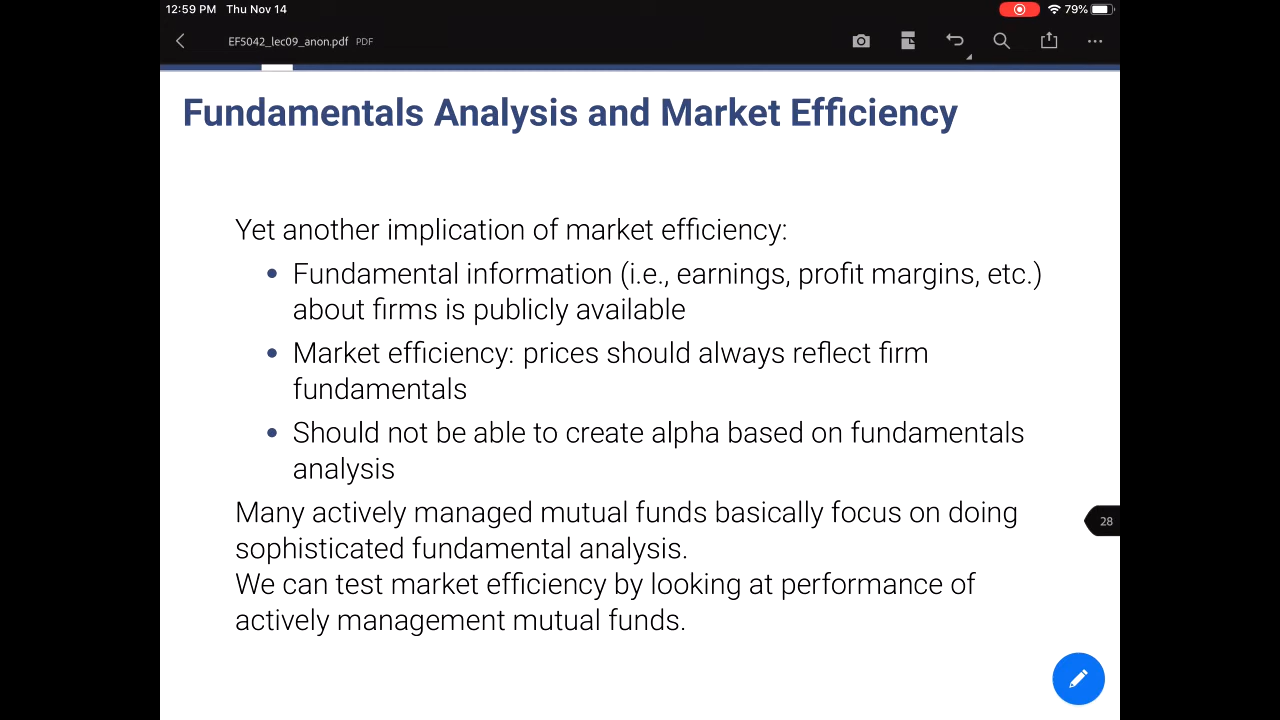 12:59 PM Thu Nov 14
79%
EF5042_lec09_anon.pdf PDF
Fundamentals Analysis and Market Efficiency
Yet another implication of market efficiency:
• Fundamental information (i.e., earnings, profit margins, etc.)
about firms is publicly available
• Market efficiency: prices should always reflect firm
fundamentals
• Should not be able to create alpha based on fundamentals
analysis
Many actively managed mutual funds basically focus on doing
sophisticated fundamental analysis.
We can test market efficiency by looking at performance of
actively management mutual funds.
28